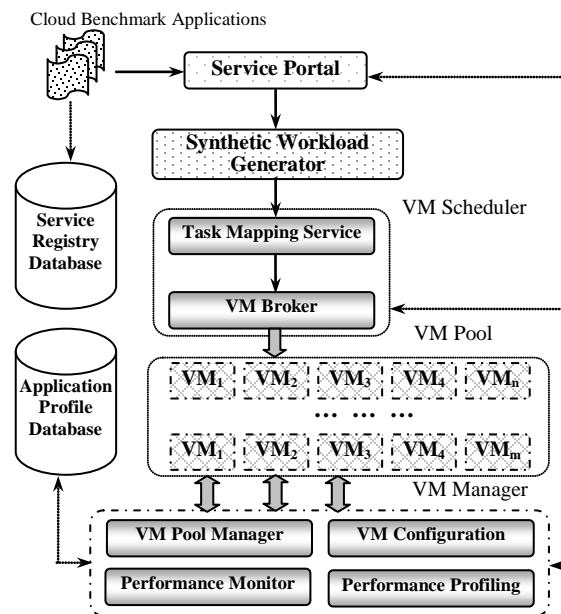 Cloud Benchmark Applications
Service Portal
Synthetic Workload
Generator
VM Scheduler
Task Mapping Service
Service
Registry
Database
VM Broker
VM Pool
Application
Profile
Database
VM₁ VM₂ VM₃ VM₄ VMₙ
... ... ...
VM₁ VM₂ VM₃ VM₄ VMₘ
VM Manager
VM Pool Manager
VM Configuration
Performance Monitor
Performance Profiling